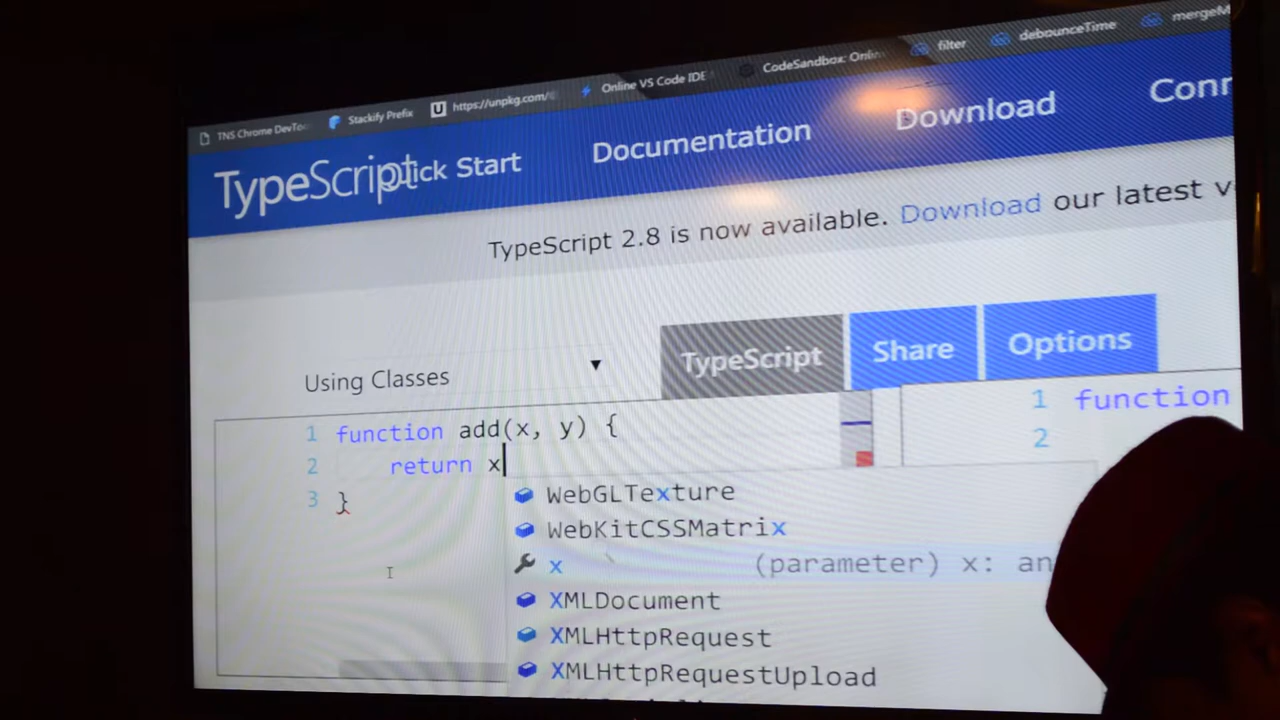 TNS Chrome DevToo
Stackify Prefix
https://unpkg.com/
Online VS Code IDE
CodeSandbox: Onlin
filter
debounceTime
mergeM
TypeScript
Quick Start
Documentation
Download
Conn
TypeScript 2.8 is now available. Download our latest v
Using Classes
TypeScript
Share
Options
1 function add(x, y) {
2 return x
3 }
1 function
2
WebGLTexture
WebKitCSSMatrix
x (parameter) x: an
XMLDocument
XMLHttpRequest
XMLHttpRequestUpload